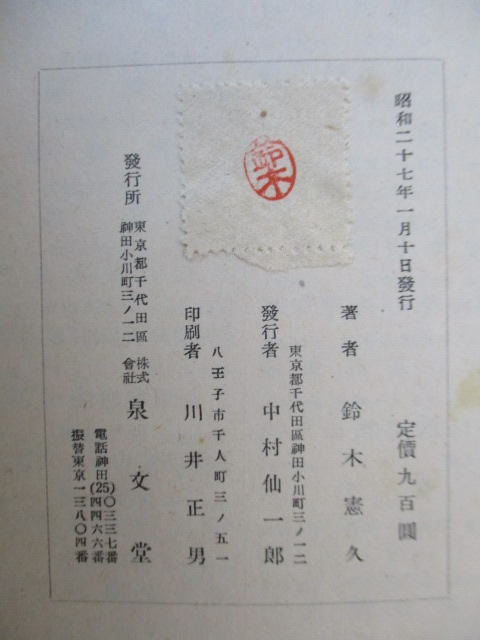 昭和二十七年一月十日發行
定價九百圓
著者 鈴木憲久
東京都千代田區神田小川町三ノ一二
發行者 中村仙一郎
八王子市千人町三ノ五一
印刷者 川井正男
鈴木
東京都千代田區
神田小川町三ノ一二
發行所 株式會社 泉文堂
電話神田(25)〇三三七番
四四六六番
振替東京一三八〇四番